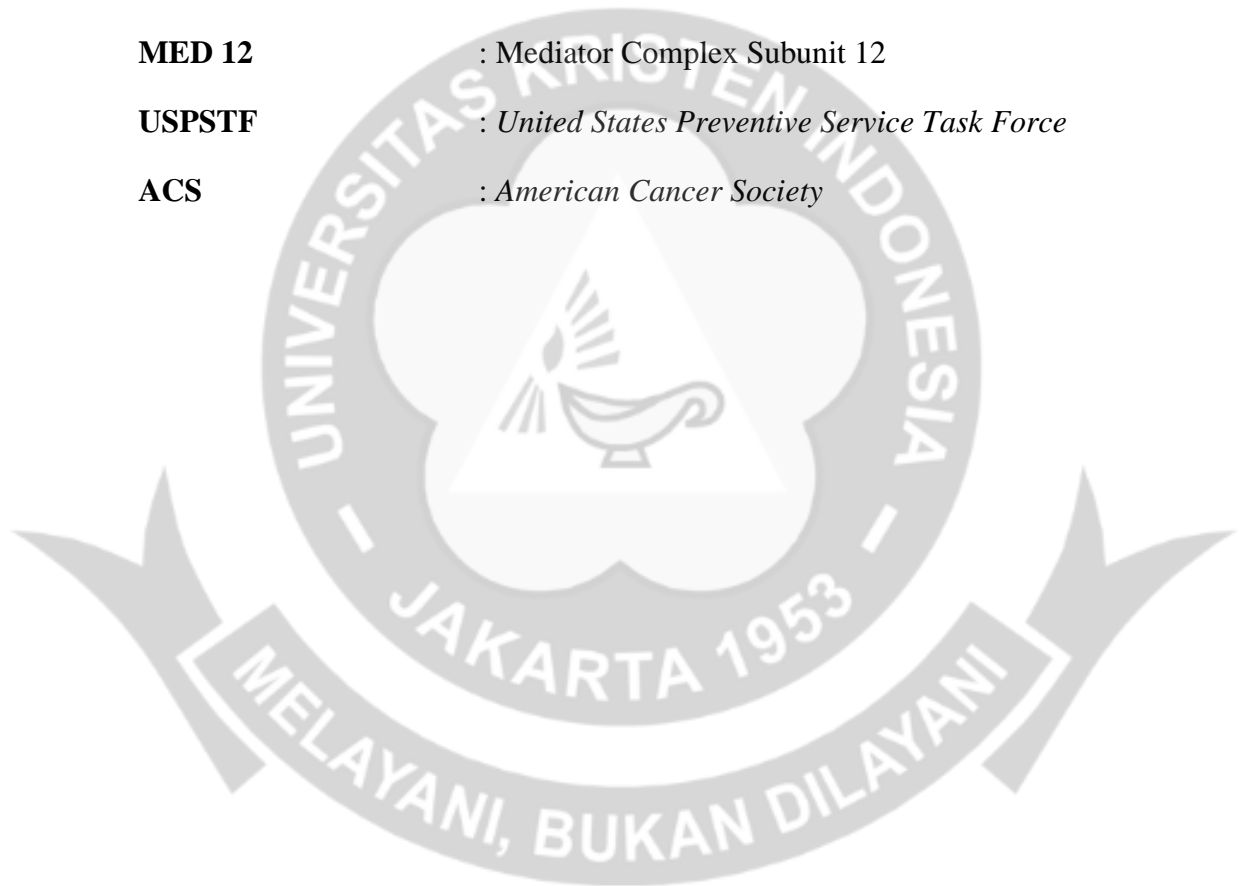 MED 12 : Mediator Complex Subunit 12
USPSTF : United States Preventive Service Task Force
ACS : American Cancer Society
UNIVERSITAS KRISTEN INDONESIA
- JAKARTA 1953 -
MELAYANI, BUKAN DILAYANI